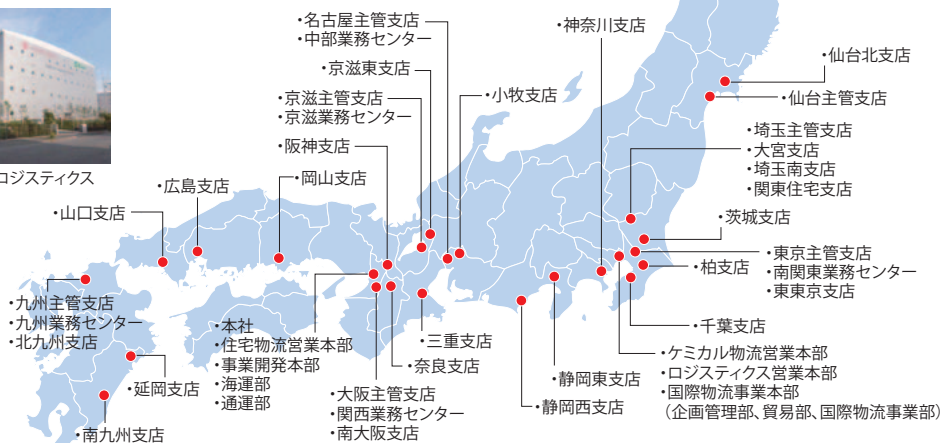 ・名古屋主管支店
・中部業務センター
・神奈川支店
・京滋東支店
・仙台北支店
・京滋主管支店
・京滋業務センター
・小牧支店
・仙台主管支店
・埼玉主管支店
・大宮支店
・埼玉南支店
・関東住宅支店
・阪神支店
ロジスティクス
・広島支店
・岡山支店
・山口支店
・茨城支店
・東京主管支店
・南関東業務センター
・東東京支店
・柏支店
・九州主管支店
・九州業務センター
・北九州支店
・本社
・住宅物流営業本部
・事業開発本部
・海運部
・通運部
・三重支店
・奈良支店
・千葉支店
・ケミカル物流営業本部
・ロジスティクス営業本部
・国際物流事業本部
（企画管理部、貿易部、国際物流事業部）
・延岡支店
・大阪主管支店
・関西業務センター
・南大阪支店
・静岡東支店
・静岡西支店
・南九州支店